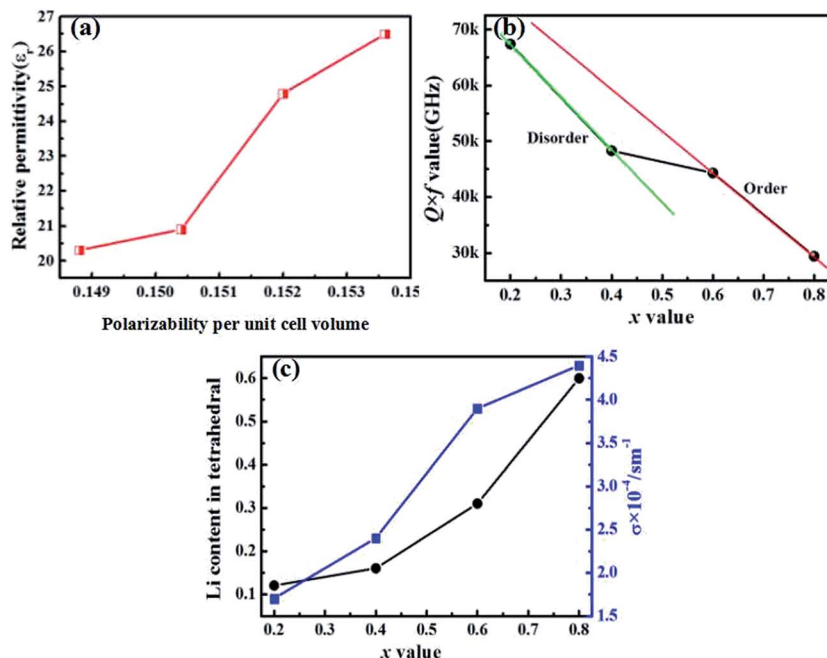 (a)
Relative permittivity(εr)
27
26
25
24
23
22
21
20
0.149 0.150 0.151 0.152 0.153 0.15
Polarizability per unit cell volume
(b)
Q×f value(GHz)
70k
60k
50k
40k
30k
Disorder
Order
0.2 0.3 0.4 0.5 0.6 0.7 0.8
x value
(c)
Li content in tetrahedral
0.6
0.5
0.4
0.3
0.2
0.1
4.5
4.0
3.5
3.0
2.5
2.0
1.5
σ×10⁻⁴/sm⁻¹
0.2 0.3 0.4 0.5 0.6 0.7 0.8
x value